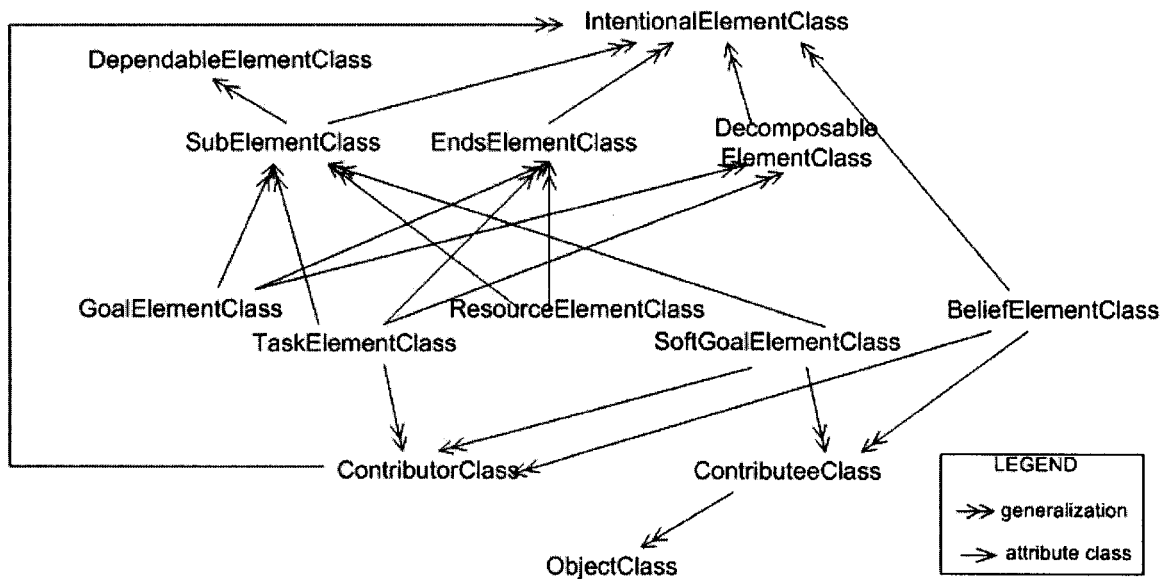 IntentionalElementClass
DependableElementClass
SubElementClass
EndsElementClass
Decomposable
ElementClass
GoalElementClass
ResourceElementClass
BeliefElementClass
TaskElementClass
SoftGoalElementClass
ContributorClass
ContributeeClass
LEGEND
generalization
attribute class
ObjectClass